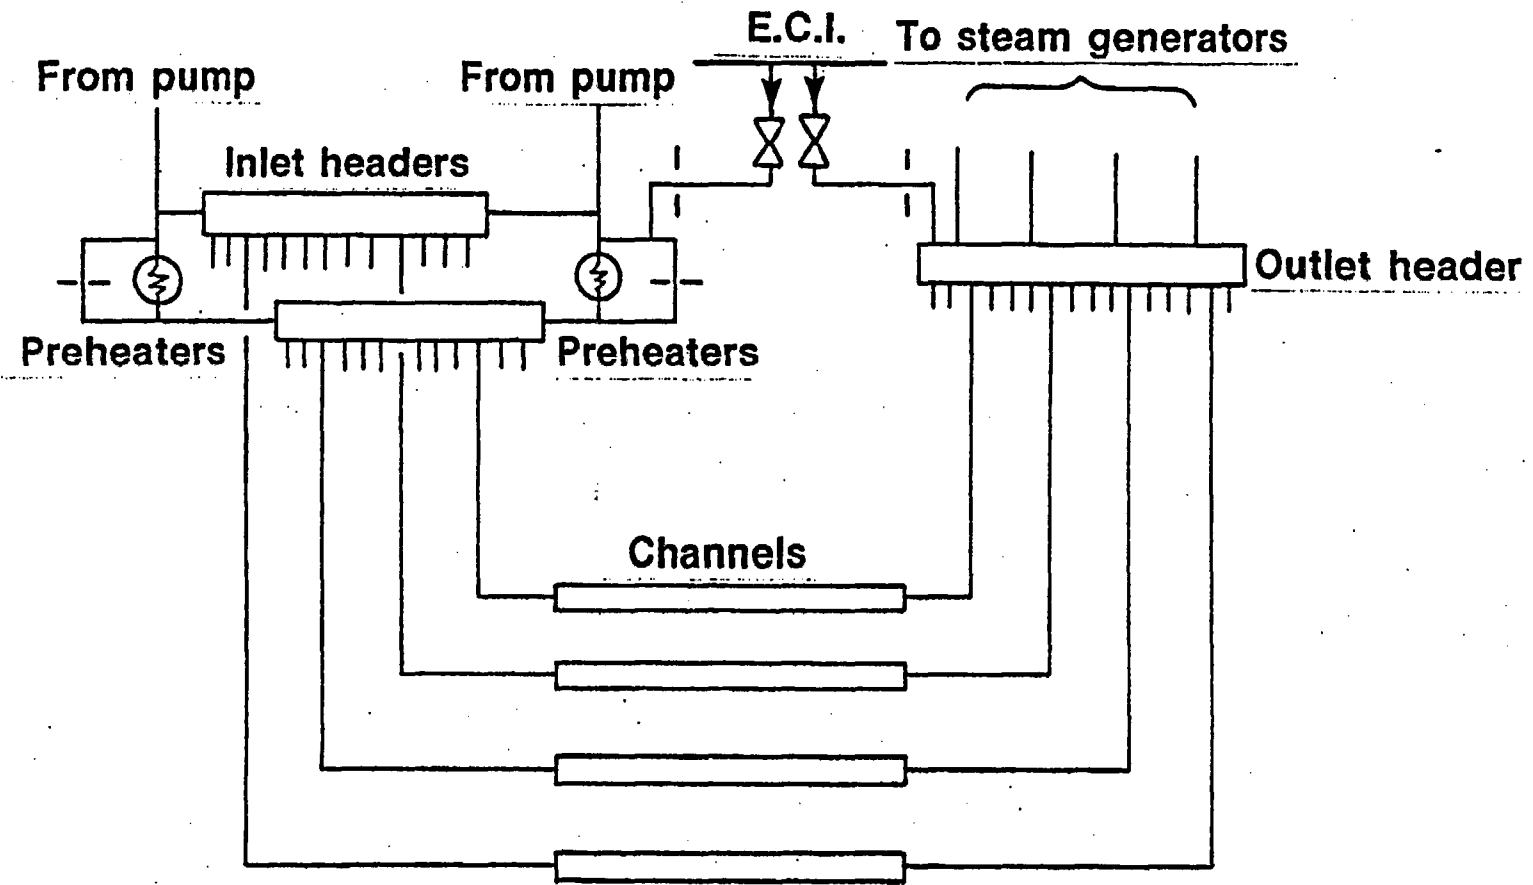 E.C.I.
To steam generators
From pump
From pump
Inlet headers
Outlet header
Preheaters
Preheaters
Channels